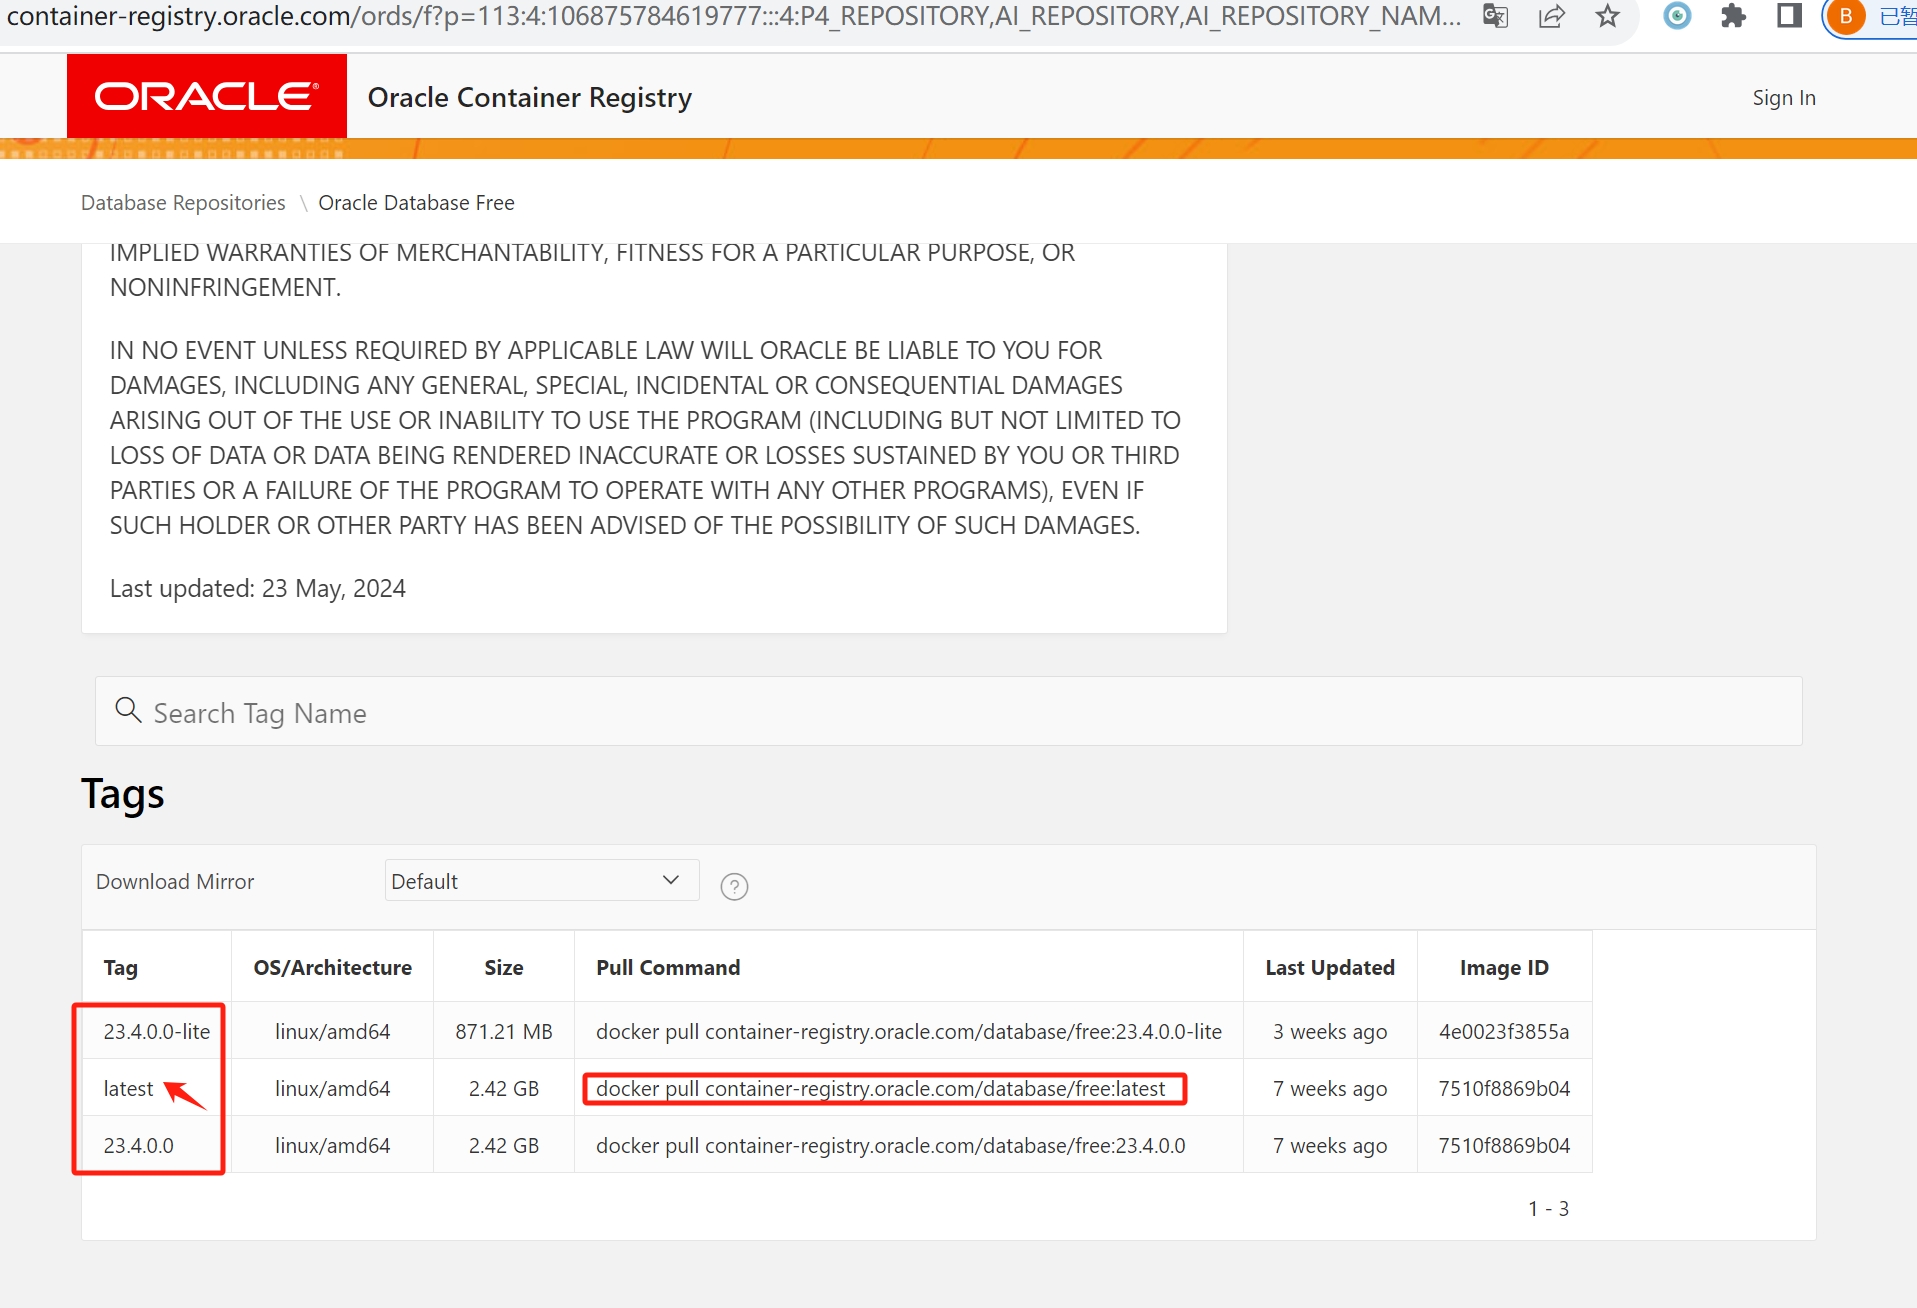 container-registry.oracle.com/ords/f?p=113:4:106875784619777:::4:P4_REPOSITORY,AI_REPOSITORY,AI_REPOSITORY_NAM...
B 已暂
ORACLE®
Oracle Container Registry
Sign In
Database Repositories \ Oracle Database Free
IMPLIED WARRANTIES OF MERCHANTABILITY, FITNESS FOR A PARTICULAR PURPOSE, OR
NONINFRINGEMENT.
IN NO EVENT UNLESS REQUIRED BY APPLICABLE LAW WILL ORACLE BE LIABLE TO YOU FOR
DAMAGES, INCLUDING ANY GENERAL, SPECIAL, INCIDENTAL OR CONSEQUENTIAL DAMAGES
ARISING OUT OF THE USE OR INABILITY TO USE THE PROGRAM (INCLUDING BUT NOT LIMITED TO
LOSS OF DATA OR DATA BEING RENDERED INACCURATE OR LOSSES SUSTAINED BY YOU OR THIRD
PARTIES OR A FAILURE OF THE PROGRAM TO OPERATE WITH ANY OTHER PROGRAMS), EVEN IF
SUCH HOLDER OR OTHER PARTY HAS BEEN ADVISED OF THE POSSIBILITY OF SUCH DAMAGES.
Last updated: 23 May, 2024
Search Tag Name
Tags
Download Mirror Default ?
Tag OS/Architecture Size Pull Command Last Updated Image ID
23.4.0.0-lite linux/amd64 871.21 MB docker pull container-registry.oracle.com/database/free:23.4.0.0-lite 3 weeks ago 4e0023f3855a
latest linux/amd64 2.42 GB docker pull container-registry.oracle.com/database/free:latest 7 weeks ago 7510f8869b04
23.4.0.0 linux/amd64 2.42 GB docker pull container-registry.oracle.com/database/free:23.4.0.0 7 weeks ago 7510f8869b04
1 - 3